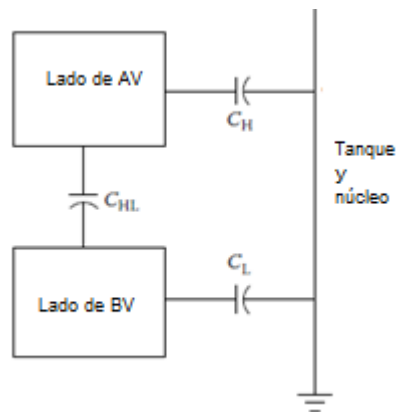 Lado de AV
C_H
Tanque
y
núcleo
C_HL
C_L
Lado de BV